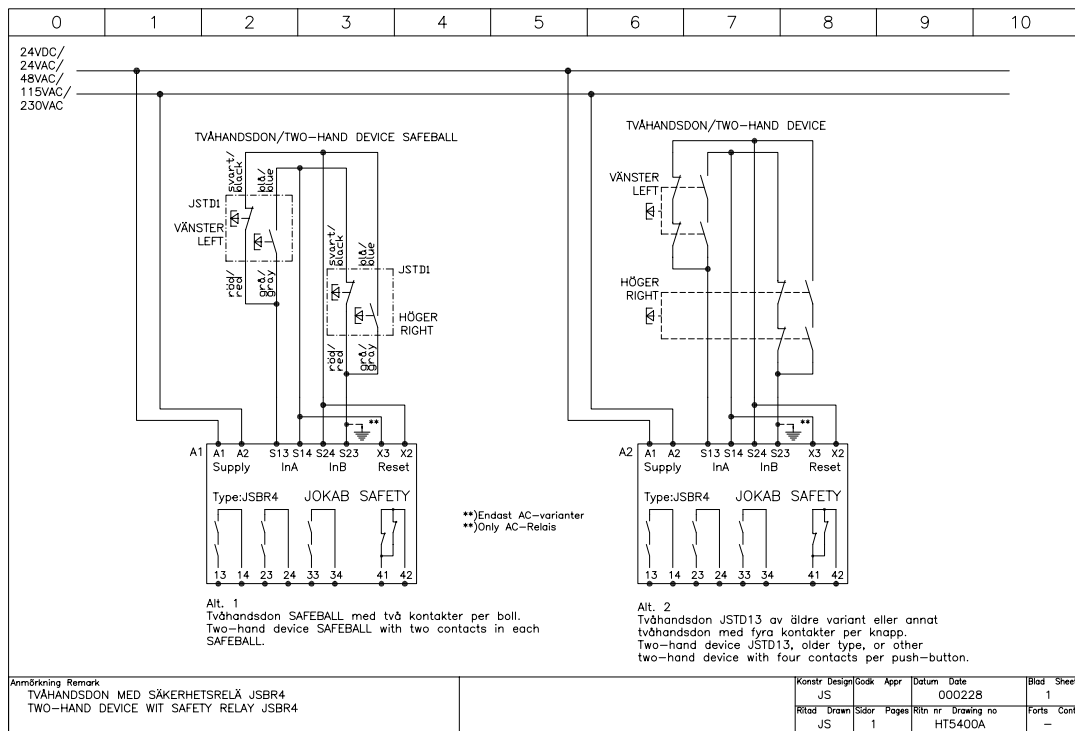 0 1 2 3 4 5 6 7 8 9 10
24VDC/
24VAC/
48VAC/
115VAC/
230VAC
TVÅHANDSDON/TWO-HAND DEVICE SAFEBALL
svart/
black
blå/
blue
JSTD1
VÄNSTER
LEFT
röd/
red
grå/
gray
svart/
black
blå/
blue
JSTD1
HÖGER
RIGHT
röd/
red
grå/
gray
**
A1
A1 A2 S13 S14 S24 S23 X3 X2
Supply InA InB Reset
Type:JSBR4 JOKAB SAFETY
13 14 23 24 33 34 41 42
Alt. 1
Tvåhandsdon SAFEBALL med två kontakter per boll.
Two-hand device SAFEBALL with two contacts in each
SAFEBALL.
**)Endast AC-varianter
**)Only AC-Relais
TVÅHANDSDON/TWO-HAND DEVICE
VÄNSTER
LEFT
HÖGER
RIGHT
**
A2
A1 A2 S13 S14 S24 S23 X3 X2
Supply InA InB Reset
Type:JSBR4 JOKAB SAFETY
13 14 23 24 33 34 41 42
Alt. 2
Tvåhandsdon JSTD13 av äldre variant eller annat
tvåhandsdon med fyra kontakter per knapp.
Two-hand device JSTD13, older type, or other
two-hand device with four contacts per push-button.
Anmörkning Remark
TVÅHANDSDON MED SÄKERHETSRELÄ JSBR4
TWO-HAND DEVICE WIT SAFETY RELAY JSBR4
Konstr Design Godk Appr Datum Date Blad Sheet
JS 000228 1
Ritad Drawn Sidor Pages Ritn nr Drawing no Forts Cont
JS 1 HT5400A -